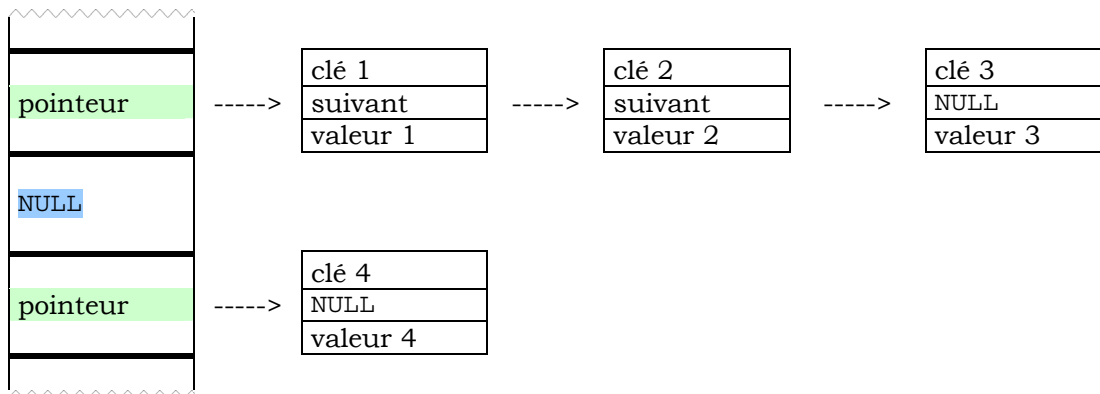 clé 1
clé 2
clé 3
pointeur -----> suivant -----> suivant -----> NULL
valeur 1
valeur 2
valeur 3
NULL
clé 4
pointeur -----> NULL
valeur 4